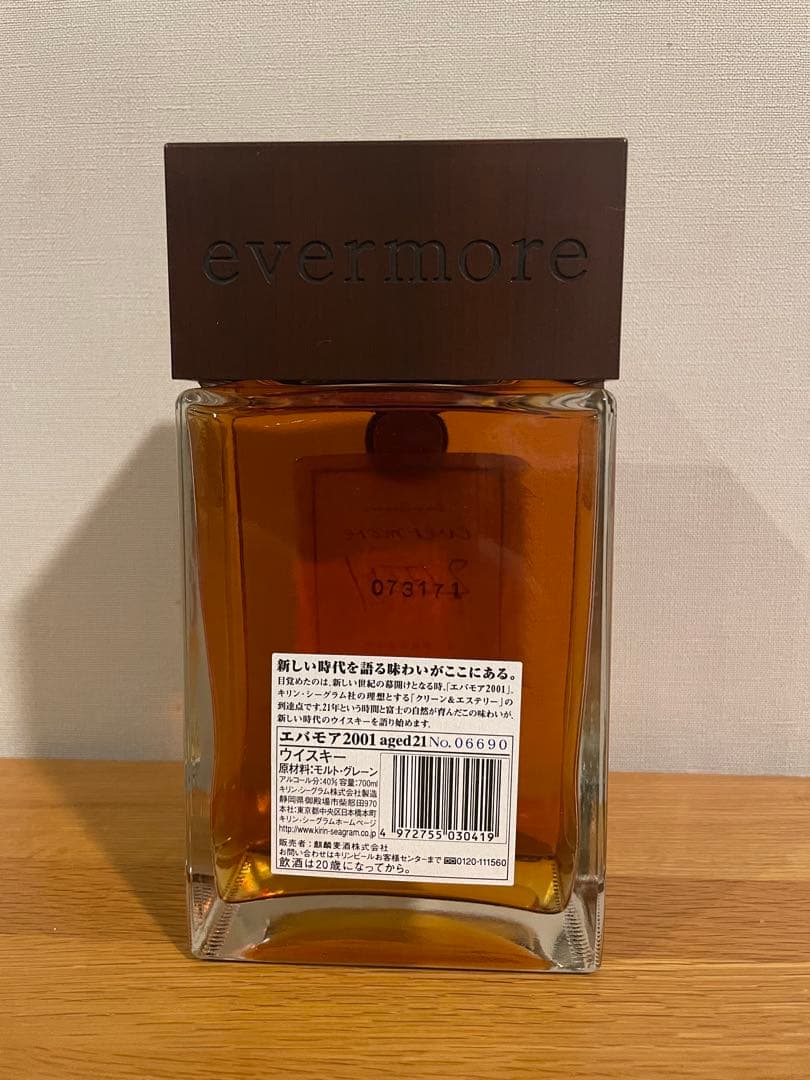 evermore
evermore
2001
073171
新しい時代を語る味わいがここにある。
目覚めたのは、新しい世紀の幕開けとなる時。「エバモア2001」。
キリン・シーグラム社の理想とする「クリーン&エステリー」の
到達点です。21年という時間と富士の自然が育んだこの味わいが、
新しい時代のウイスキーを語り始めます。
エバモア2001 aged21 No. 06690
ウイスキー
原材料:モルト・グレーン
アルコール分:40% 容量:700ml
キリン・シーグラム株式会社製造
静岡県御殿場市柴怒田970
本社:東京都中央区日本橋本町
キリン・シーグラムホームページ
http://www.kirin-seagram.co.jp
4 972755 030419
販売者:麒麟麦酒株式会社
お問い合わせはキリンビールお客様センターまで 0120-111560
飲酒は20歳になってから。